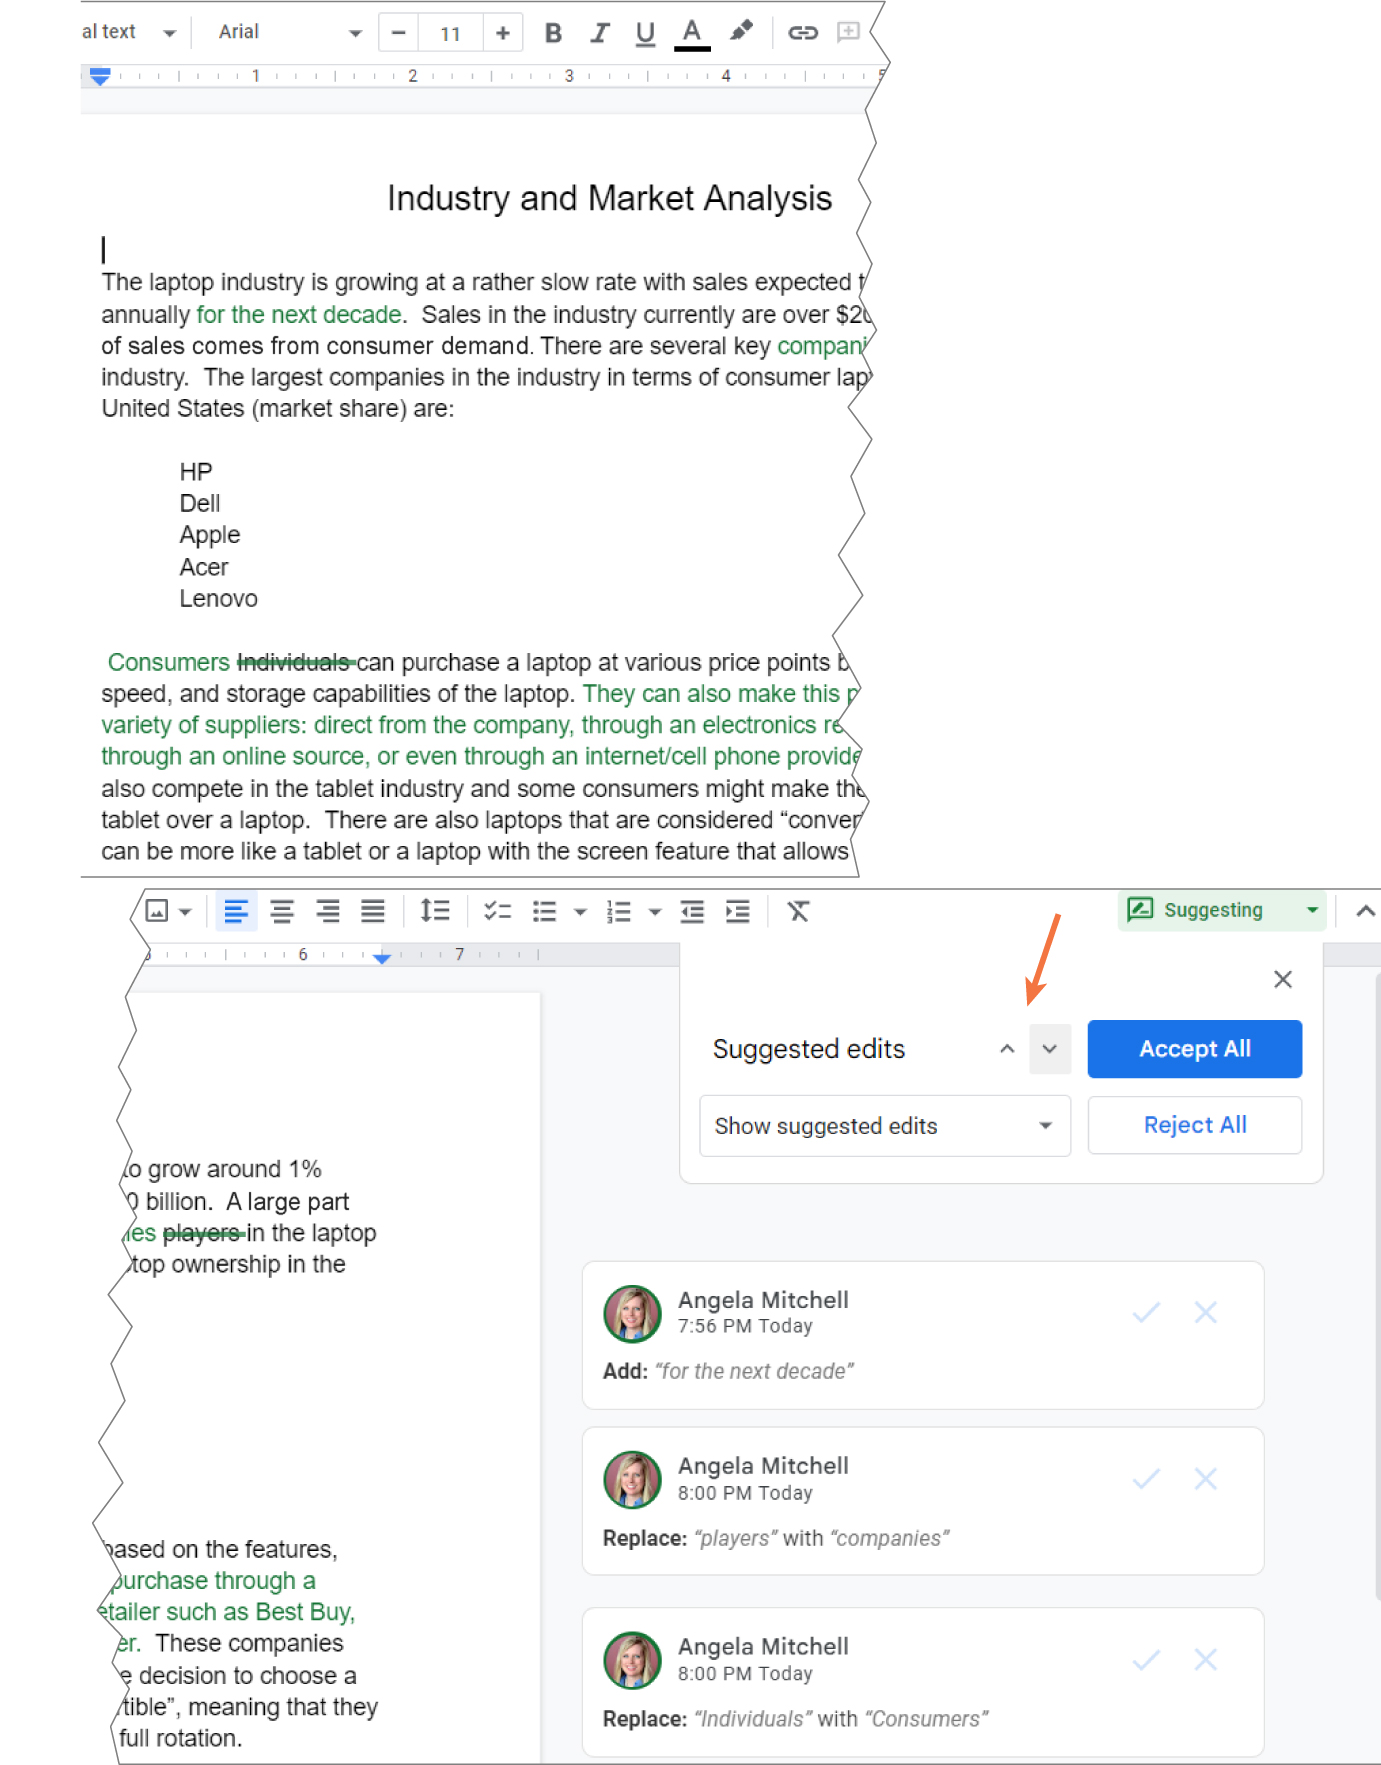 al text Arial 11 B I U A
1 2 3 4 5
Industry and Market Analysis
The laptop industry is growing at a rather slow rate with sales expected t
annually for the next decade.  Sales in the industry currently are over $20
of sales comes from consumer demand. There are several key compani
industry.  The largest companies in the industry in terms of consumer lap
United States (market share) are:
HP
Dell
Apple
Acer
Lenovo
Consumers Individuals can purchase a laptop at various price points b
speed, and storage capabilities of the laptop. They can also make this p
variety of suppliers: direct from the company, through an electronics re
through an online source, or even through an internet/cell phone provide
also compete in the tablet industry and some consumers might make the
tablet over a laptop.  There are also laptops that are considered “conver
can be more like a tablet or a laptop with the screen feature that allows
Suggesting
6 7
Suggested edits
Accept All
Show suggested edits
Reject All
to grow around 1%
0 billion.  A large part
ies players in the laptop
top ownership in the
based on the features,
purchase through a
etailer such as Best Buy,
er.  These companies
e decision to choose a
tible”, meaning that they
full rotation.
Angela Mitchell
7:56 PM Today
Add: “for the next decade”
Angela Mitchell
8:00 PM Today
Replace: “players” with “companies”
Angela Mitchell
8:00 PM Today
Replace: “Individuals” with “Consumers”